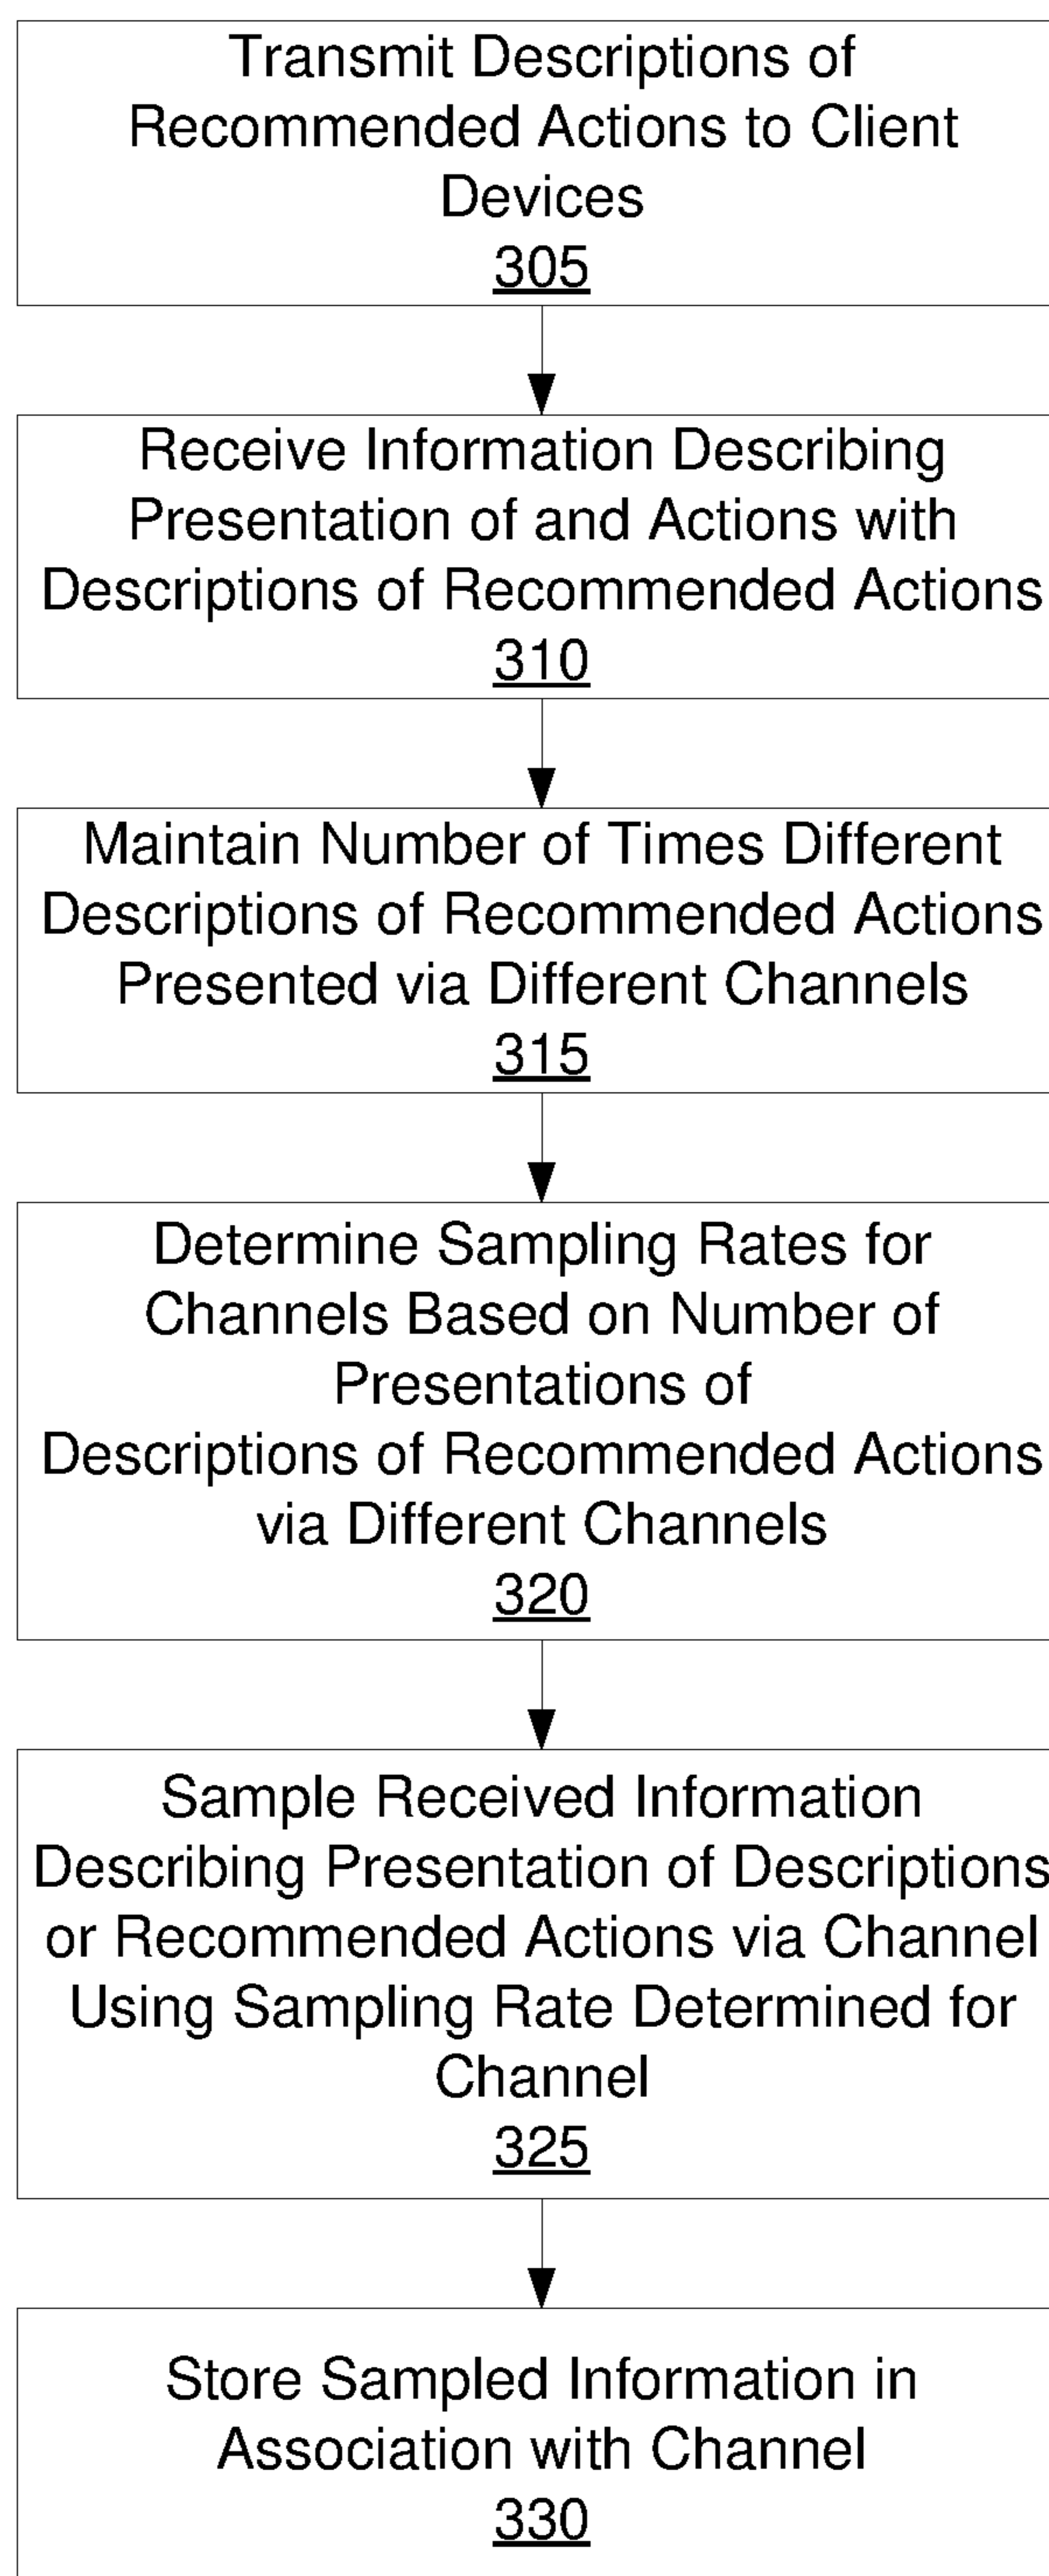 Transmit Descriptions of
Recommended Actions to Client
Devices
305
Receive Information Describing
Presentation of and Actions with
Descriptions of Recommended Actions
310
Maintain Number of Times Different
Descriptions of Recommended Actions
Presented via Different Channels
315
Determine Sampling Rates for
Channels Based on Number of
Presentations of
Descriptions of Recommended Actions
via Different Channels
320
Sample Received Information
Describing Presentation of Descriptions
or Recommended Actions via Channel
Using Sampling Rate Determined for
Channel
325
Store Sampled Information in
Association with Channel
330